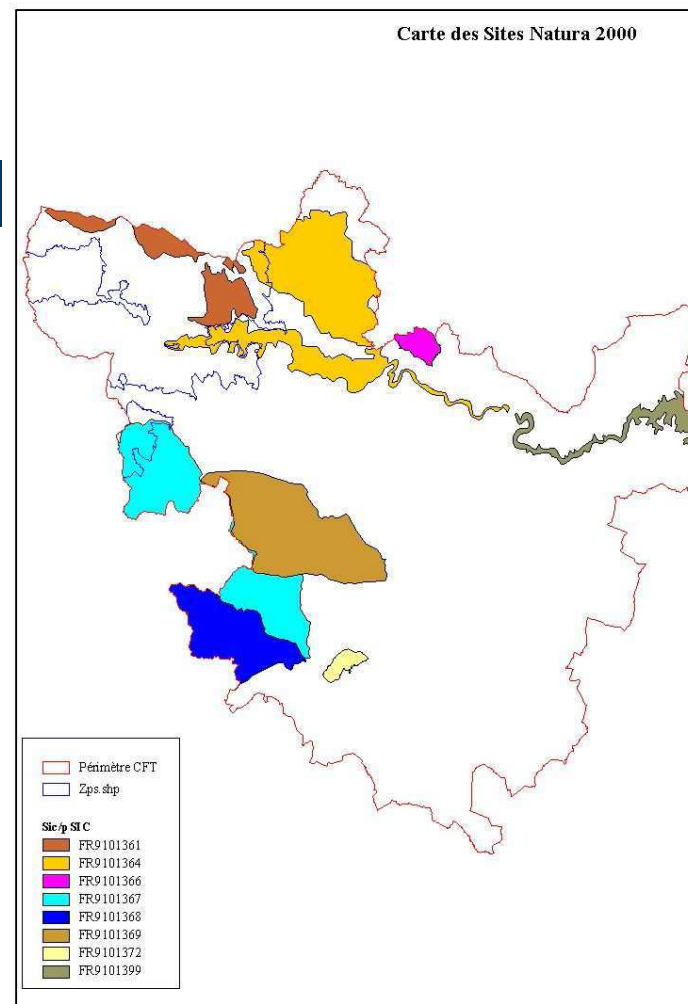 Carte des Sites Natura 2000
Périmètre CFT
Zps.shp
Sic/p SIC
FR9101361
FR9101364
FR9101366
FR9101367
FR9101368
FR9101369
FR9101372
FR9101399